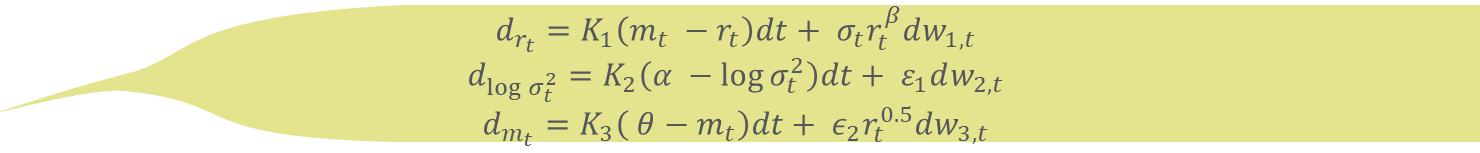 d_{r_t} = K_1(m_t − r_t)dt + σ_t r_t^β dw_{1,t}
d_{log σ_t^2} = K_2(α − log σ_t^2)dt + ε_1 dw_{2,t}
d_{m_t} = K_3( θ − m_t)dt + ϵ_2 r_t^{0.5} dw_{3,t}